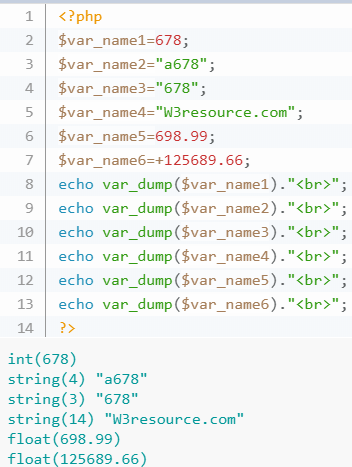 1 <?php
2 $var_name1=678;
3 $var_name2="a678";
4 $var_name3="678";
5 $var_name4="W3resource.com";
6 $var_name5=698.99;
7 $var_name6=+125689.66;
8 echo var_dump($var_name1)."<br>";
9 echo var_dump($var_name2)."<br>";
10 echo var_dump($var_name3)."<br>";
11 echo var_dump($var_name4)."<br>";
12 echo var_dump($var_name5)."<br>";
13 echo var_dump($var_name6)."<br>";
14 ?>
int(678)
string(4) "a678"
string(3) "678"
string(14) "W3resource.com"
float(698.99)
float(125689.66)